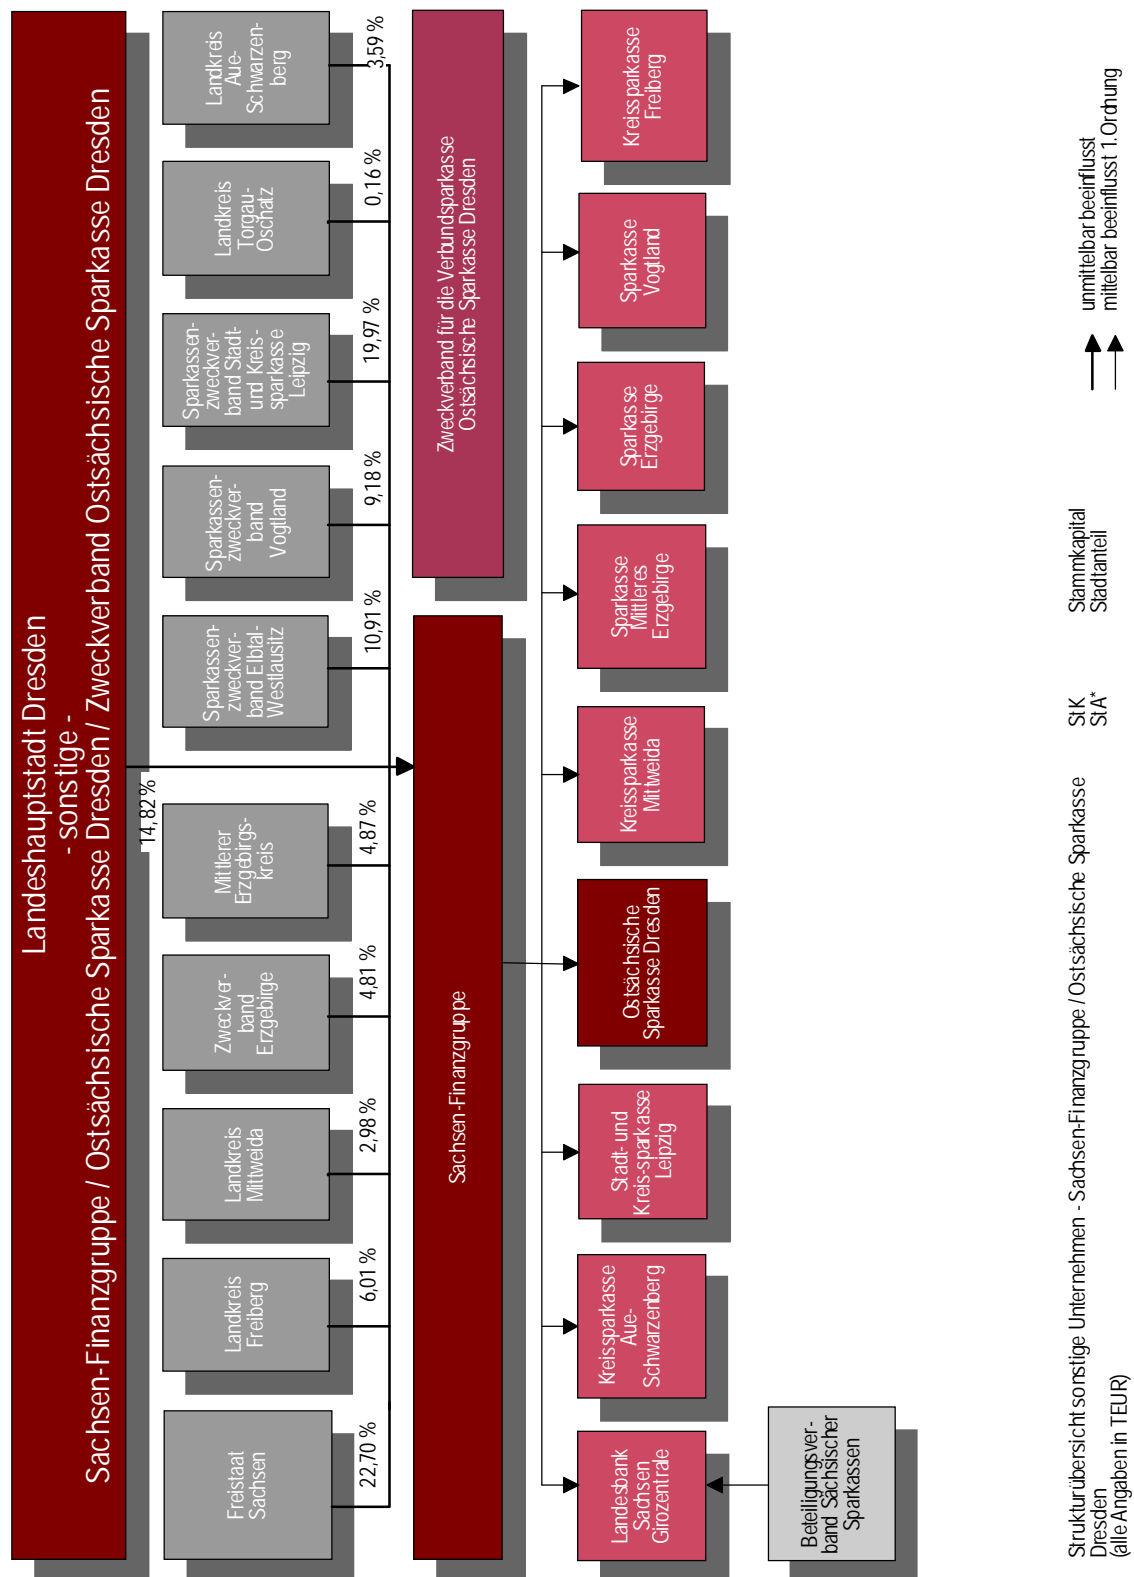 Landeshauptstadt Dresden
- sonstige -
Sachsen-Finanzgruppe / Ostsächsische Sparkasse Dresden / Zweckverband Ostsächsische Sparkasse Dresden
14,82 %
Freistaat
Sachsen
22,70 %
Landkreis
Freiberg
6,01 %
Landkreis
Mittweida
2,98 %
Zweckver-
band
Erzgebirge
4,81 %
Mittlerer
Erzgebirgs-
kreis
4,87 %
Sparkassen-
zweckver-
band Elbtal-
Westlausitz
10,91 %
Sparkassen-
zweckver-
band
Vogtland
9,18 %
Sparkassen-
zweckver-
band Stadt-
und Kreis-
sparkasse
Leipzig
19,97 %
Landkreis
Torgau-
Oschatz
0,16 %
Landkreis
Aue-
Schwarzen-
berg
3,59 %
Sachsen-Finanzgruppe
Zweckverband für die Verbundsparkasse
Ostsächsische Sparkasse Dresden
Landesbank
Sachsen
Girozentrale
Kreissparkasse
Aue-
Schwarzenberg
Stadt- und
Kreis-sparkasse
Leipzig
Ostsächsische
Sparkasse Dresden
Kreissparkasse
Mittweida
Sparkasse
Mittleres
Erzgebirge
Sparkasse
Erzgebirge
Sparkasse
Vogtland
Kreissparkasse
Freiberg
Beteiligungsver-
band Sächsischer
Sparkassen
Strukturübersicht sonstige Unternehmen - Sachsen-Finanzgruppe / Ostsächsische Sparkasse
Dresden
(alle Angaben in TEUR)
StK Stammkapital
StA* Stadtanteil
unmittelbar beeinflusst
mittelbar beeinflusst 1.Ordnung